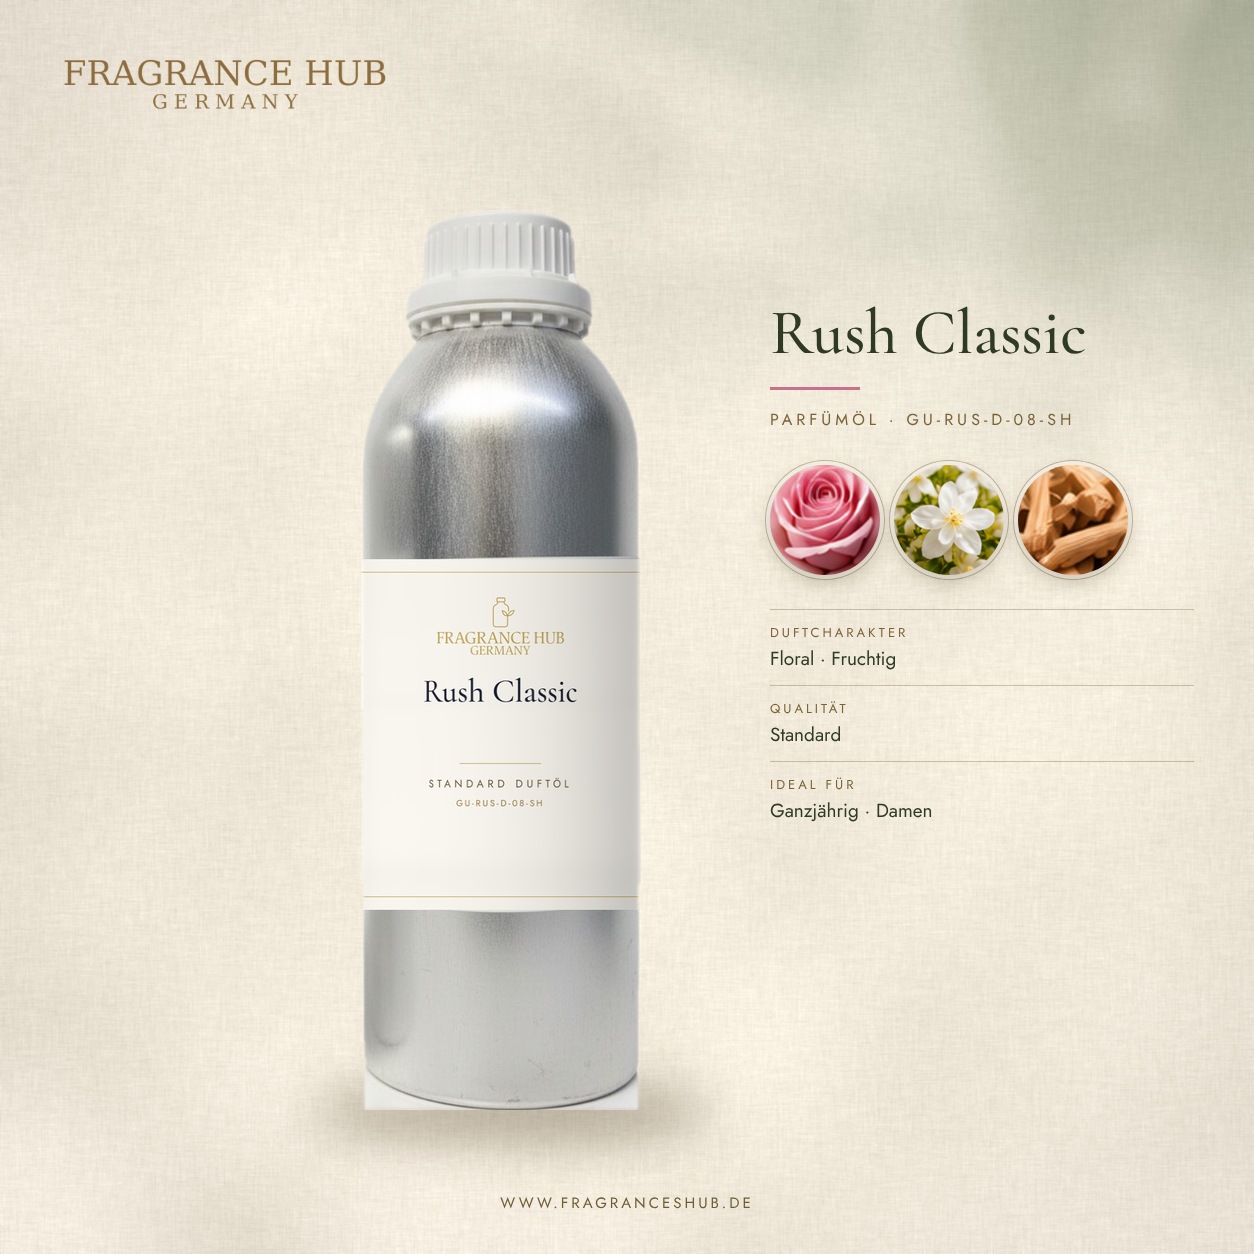 FRAGRANCE HUB
GERMANY
Rush Classic
PARFÜMÖL · GU-RUS-D-08-SH
DUFTCHARAKTER
Floral · Fruchtig
QUALITÄT
Standard
IDEAL FÜR
Ganzjährig · Damen
FRAGRANCE HUB
GERMANY
Rush Classic
STANDARD DUFTÖL
GU-RUS-D-08-SH
WWW.FRAGRANCESHUB.DE